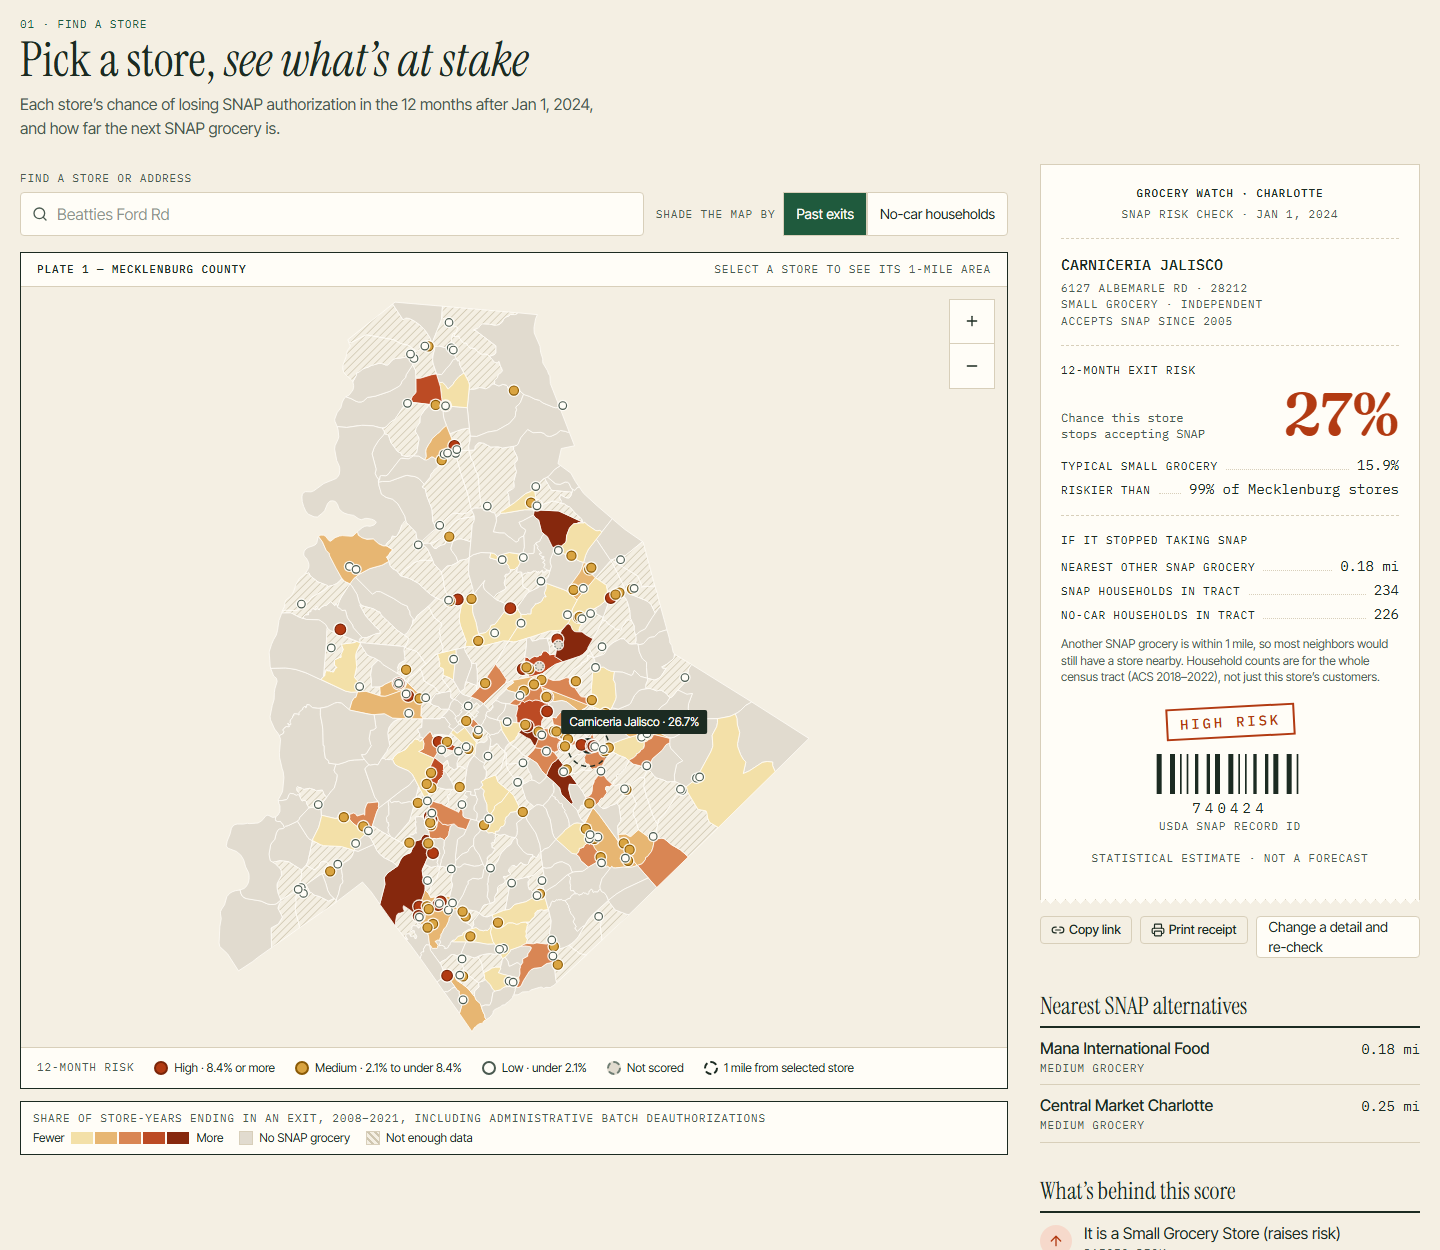 01 · FIND A STORE
Pick a store, see what's at stake
Each store's chance of losing SNAP authorization in the 12 months after Jan 1, 2024,
and how far the next SNAP grocery is.
FIND A STORE OR ADDRESS
Beatties Ford Rd
SHADE THE MAP BY
Past exits
No-car households
PLATE 1 — MECKLENBURG COUNTY
SELECT A STORE TO SEE ITS 1-MILE AREA
+
−
Carniceria Jalisco · 26.7%
12-MONTH RISK
High · 8.4% or more
Medium · 2.1% to under 8.4%
Low · under 2.1%
Not scored
1 mile from selected store
SHARE OF STORE-YEARS ENDING IN AN EXIT, 2008–2021, INCLUDING ADMINISTRATIVE BATCH DEAUTHORIZATIONS
Fewer
More
No SNAP grocery
Not enough data
GROCERY WATCH · CHARLOTTE
SNAP RISK CHECK · JAN 1, 2024
CARNICERIA JALISCO
6127 ALBEMARLE RD · 28212
SMALL GROCERY · INDEPENDENT
ACCEPTS SNAP SINCE 2005
12-MONTH EXIT RISK
Chance this store
stops accepting SNAP
27%
TYPICAL SMALL GROCERY 15.9%
RISKIER THAN 99% of Mecklenburg stores
IF IT STOPPED TAKING SNAP
NEAREST OTHER SNAP GROCERY 0.18 mi
SNAP HOUSEHOLDS IN TRACT 234
NO-CAR HOUSEHOLDS IN TRACT 226
Another SNAP grocery is within 1 mile, so most neighbors would
still have a store nearby. Household counts are for the whole
census tract (ACS 2018–2022), not just this store's customers.
HIGH RISK
740424
USDA SNAP RECORD ID
STATISTICAL ESTIMATE · NOT A FORECAST
Copy link
Print receipt
Change a detail and
re-check
Nearest SNAP alternatives
Mana International Food 0.18 mi
MEDIUM GROCERY
Central Market Charlotte 0.25 mi
MEDIUM GROCERY
What's behind this score
It is a Small Grocery Store (raises risk)